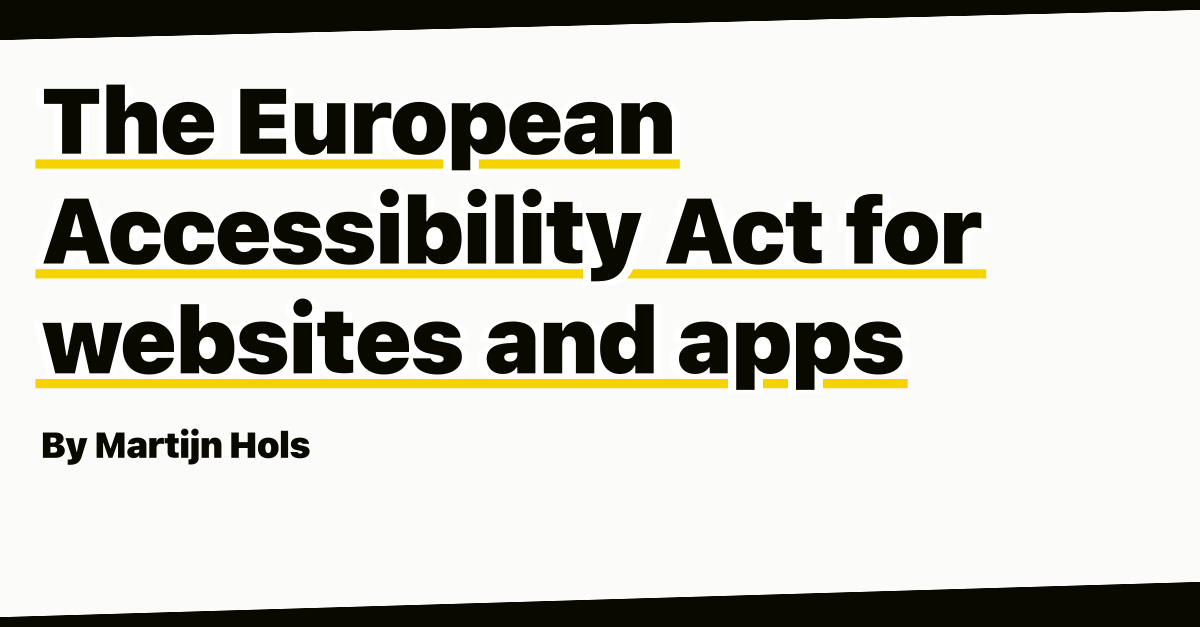 The European
Accessibility Act for
websites and apps
By Martijn Hols